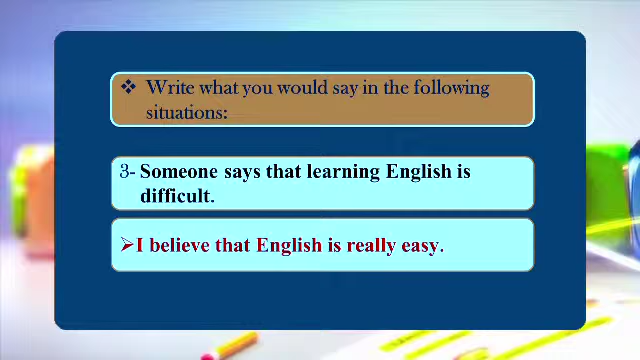 ❖ Write what you would say in the following
situations:
3- Someone says that learning English is
difficult.
➢I believe that English is really easy.